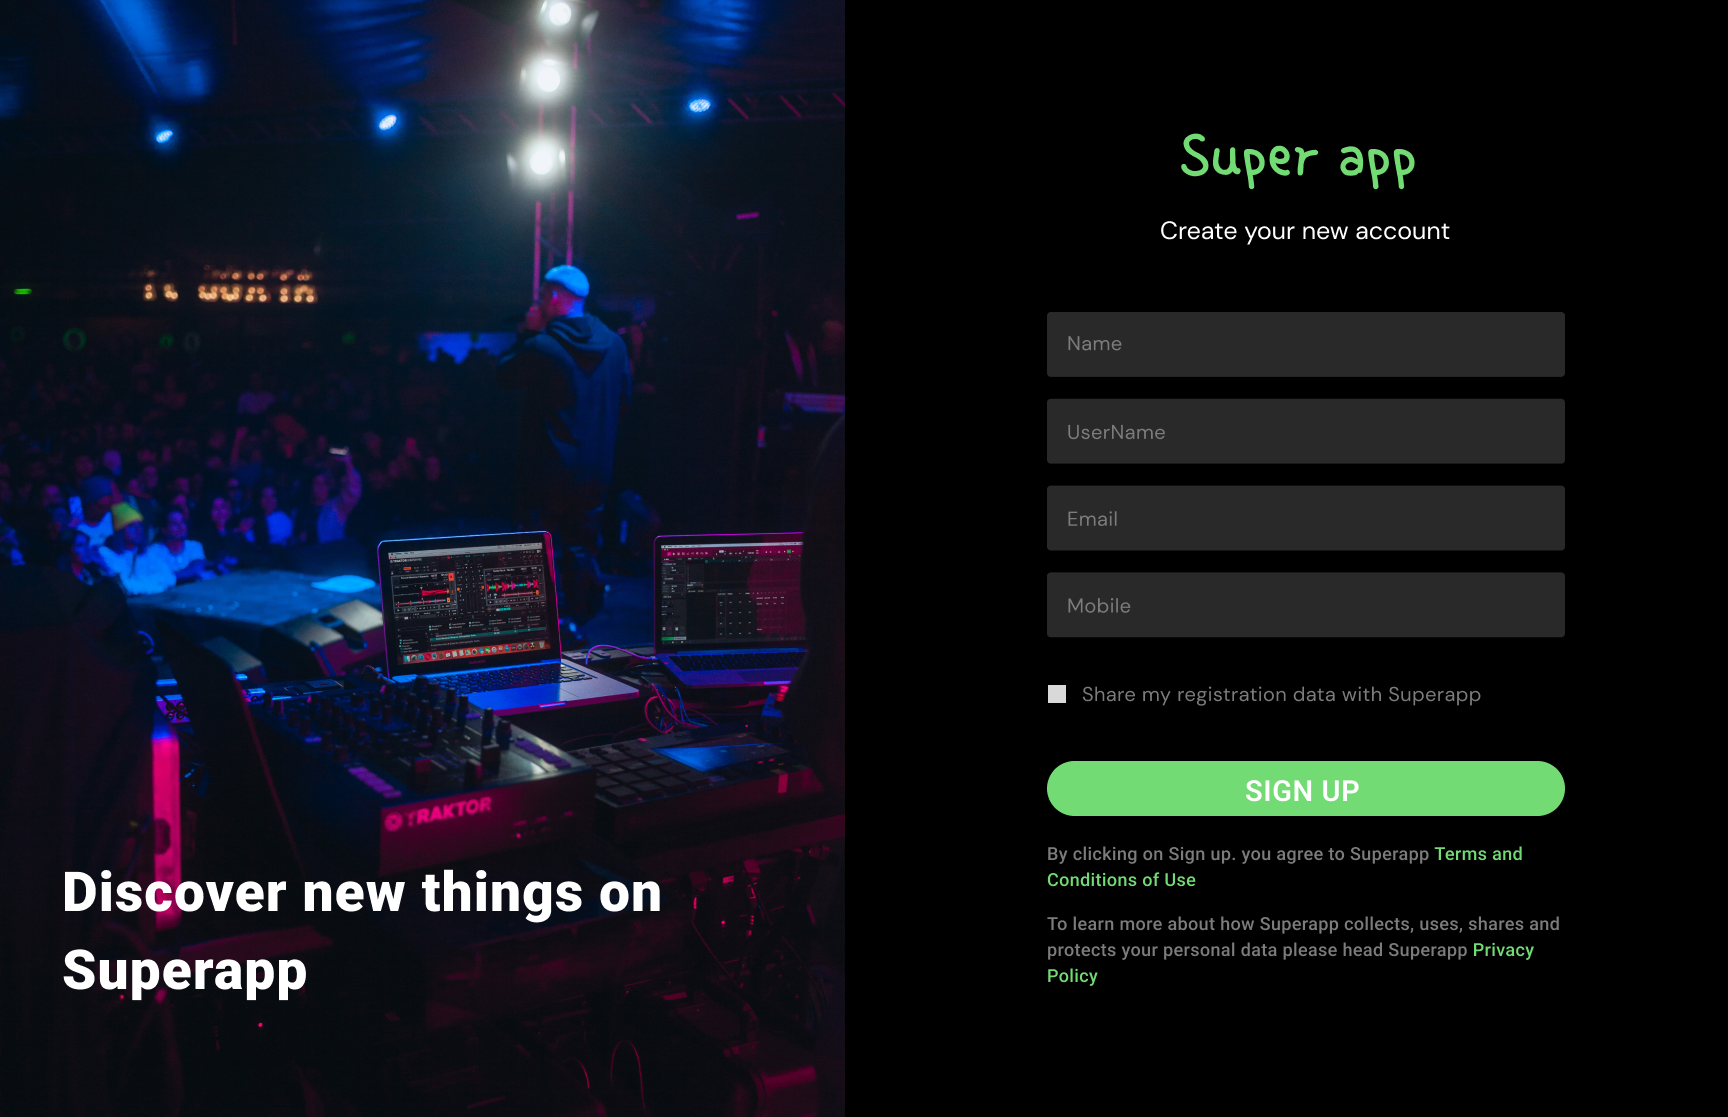 Super app
Create your new account
Name
UserName
Email
Mobile
Share my registration data with Superapp
SIGN UP
By clicking on Sign up. you agree to Superapp Terms and
Conditions of Use
To learn more about how Superapp collects, uses, shares and
protects your personal data please head Superapp Privacy
Policy
TRAKTOR
Discover new things on
Superapp